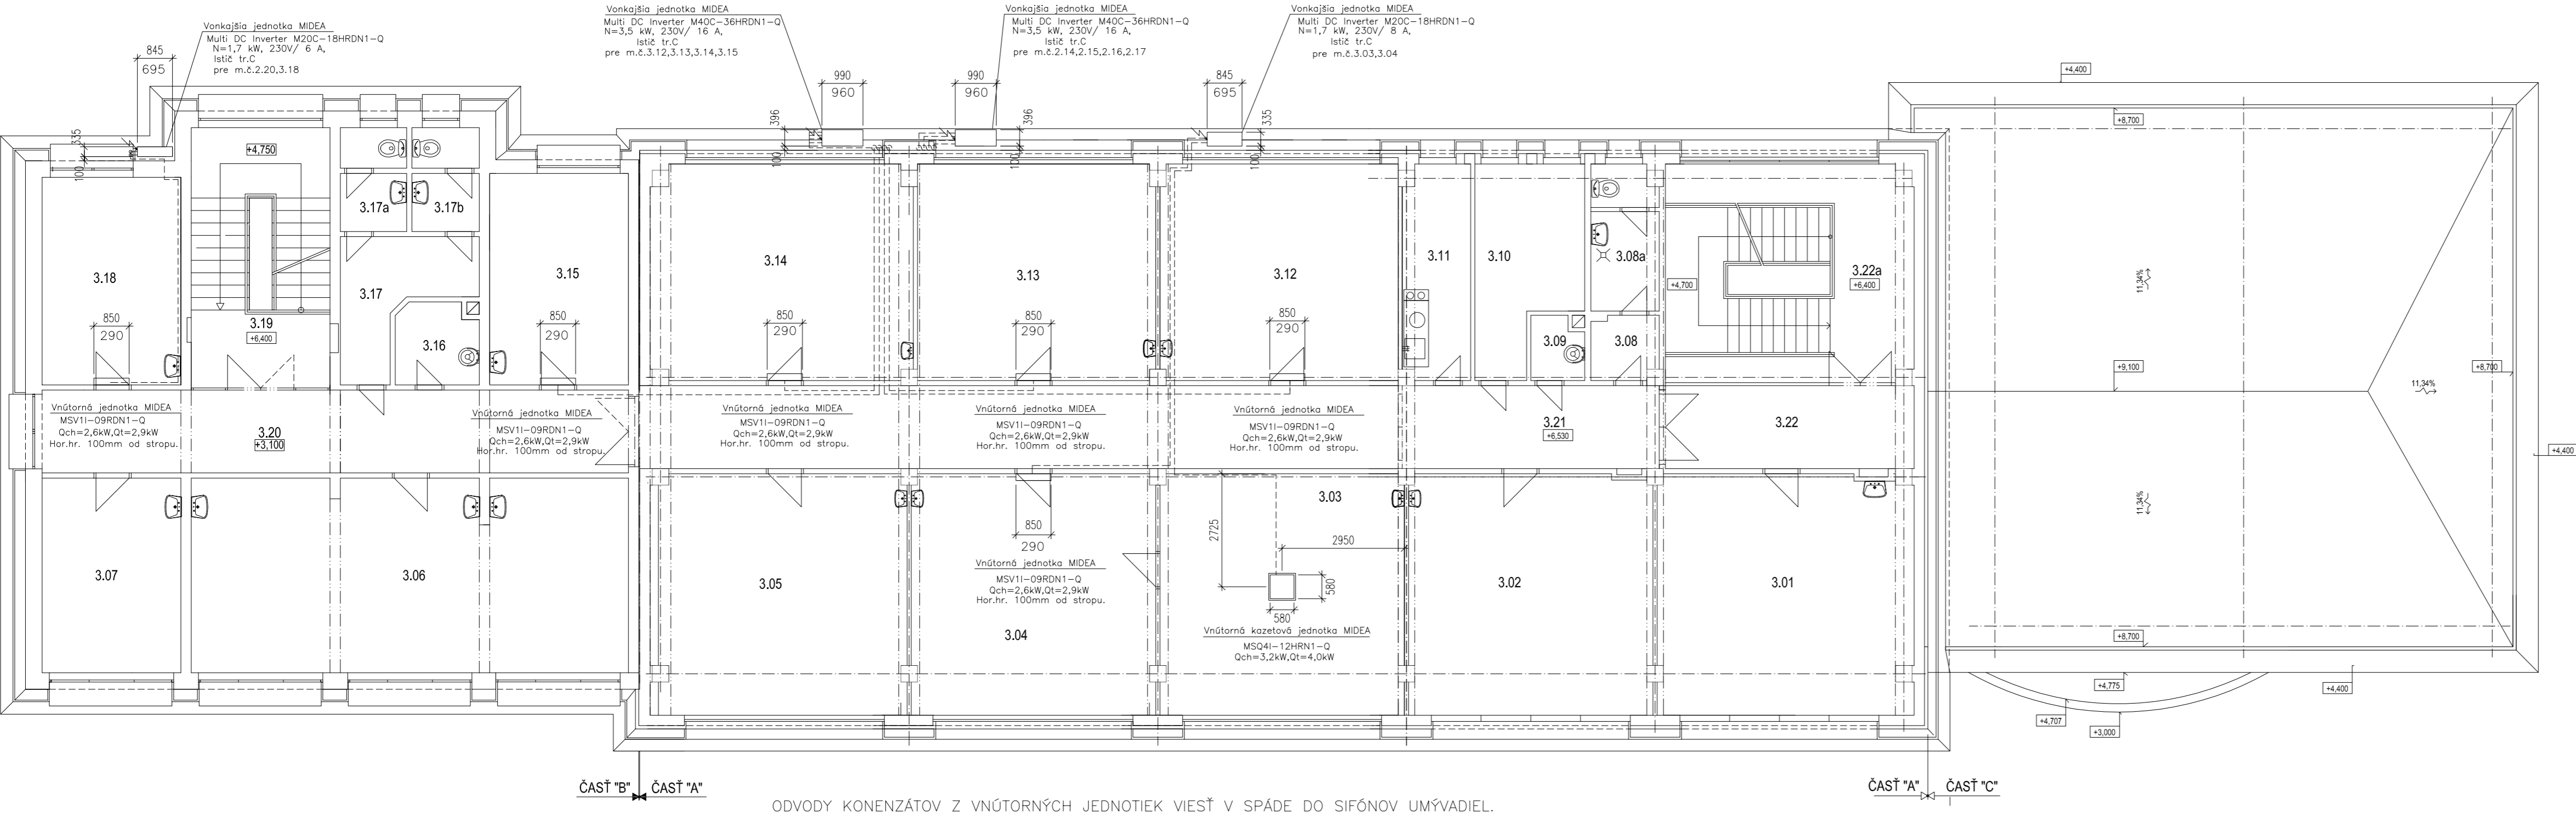 Vonkajšia jednotka MIDEA
Multi DC Inverter M20C-18HRDN1-Q
N=1,7 kW, 230V/ 6 A,
Istič tr.C
pre m.č.2.20,3.18
Vonkajšia jednotka MIDEA
Multi DC Inverter M40C-36HRDN1-Q
N=3,5 kW, 230V/ 16 A,
Istič tr.C
pre m.č.3.12,3.13,3.14,3.15
Vonkajšia jednotka MIDEA
Multi DC Inverter M40C-36HRDN1-Q
N=3,5 kW, 230V/ 16 A,
Istič tr.C
pre m.č.2.14,2.15,2.16,2.17
Vonkajšia jednotka MIDEA
Multi DC Inverter M20C-18HRDN1-Q
N=1,7 kW, 230V/ 8 A,
Istič tr.C
pre m.č.3.03,3.04
845
695
990
960
990
960
845
695
335
100
396
100
396
100
335
100
+4,400
+8,700
+4,750
3.17a
3.17b
3.18
3.17
3.15
3.14
3.13
3.12
3.11
3.10
3.08a
3.22a
+6,400
+4,700
11,34%
850
290
3.19
+6,400
3.16
850
290
850
290
850
290
850
290
3.09
3.08
+9,100
+8,700
11,34%
Vnútorná jednotka MIDEA
MSV1I-09RDN1-Q
Qch=2,6kW,Qt=2,9kW
Hor.hr. 100mm od stropu.
3.20
+3,100
Vnútorná jednotka MIDEA
MSV1I-09RDN1-Q
Qch=2,6kW,Qt=2,9kW
Hor.hr. 100mm od stropu.
Vnútorná jednotka MIDEA
MSV1I-09RDN1-Q
Qch=2,6kW,Qt=2,9kW
Hor.hr. 100mm od stropu.
Vnútorná jednotka MIDEA
MSV1I-09RDN1-Q
Qch=2,6kW,Qt=2,9kW
Hor.hr. 100mm od stropu.
Vnútorná jednotka MIDEA
MSV1I-09RDN1-Q
Qch=2,6kW,Qt=2,9kW
Hor.hr. 100mm od stropu.
3.21
+6,530
3.22
+4,400
11,34%
3.07
3.06
3.05
850
290
Vnútorná jednotka MIDEA
MSV1I-09RDN1-Q
Qch=2,6kW,Qt=2,9kW
Hor.hr. 100mm od stropu.
3.04
3.03
2725
2950
580
580
Vnútorná kazetová jednotka MIDEA
MSQ4I-12HRN1-Q
Qch=3,2kW,Qt=4,0kW
3.02
3.01
+8,700
+4,775
+4,400
+4,707
+3,000
ČASŤ "B"
ČASŤ "A"
ČASŤ "A"
ČASŤ "C"
ODVODY KONENZÁTOV Z VNÚTORNÝCH JEDNOTIEK VIESŤ V SPÁDE DO SIFÓNOV UMÝVADIEL.